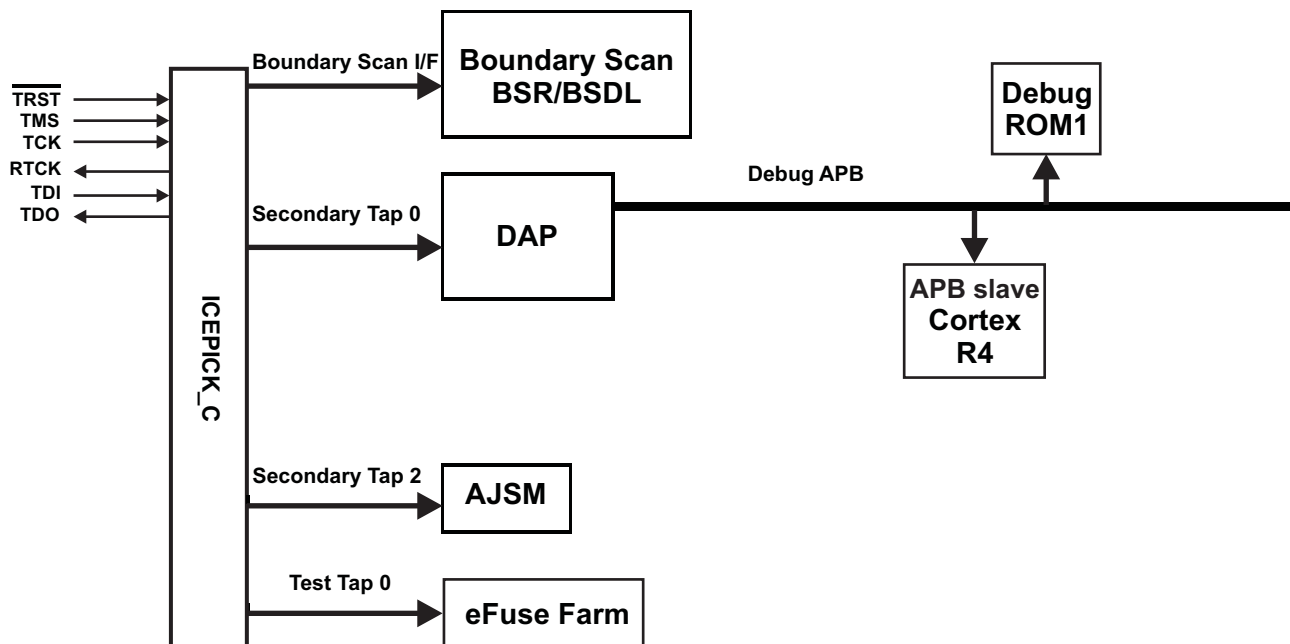 Boundary Scan I/F
Boundary Scan
BSR/BSDL
TRST
TMS
TCK
RTCK
TDI
TDO
Debug
ROM1
Debug APB
Secondary Tap 0
DAP
APB slave
Cortex
R4
ICEPICK_C
Secondary Tap 2
AJSM
Test Tap 0
eFuse Farm